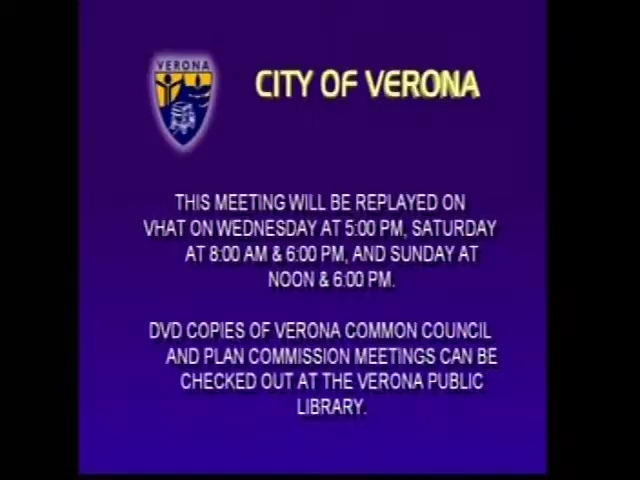 VERONA
CITY OF VERONA
THIS MEETING WILL BE REPLAYED ON
VHAT ON WEDNESDAY AT 5:00 PM, SATURDAY
AT 8:00 AM & 6:00 PM, AND SUNDAY AT
NOON & 6:00 PM.
DVD COPIES OF VERONA COMMON COUNCIL
AND PLAN COMMISSION MEETINGS CAN BE
CHECKED OUT AT THE VERONA PUBLIC
LIBRARY.